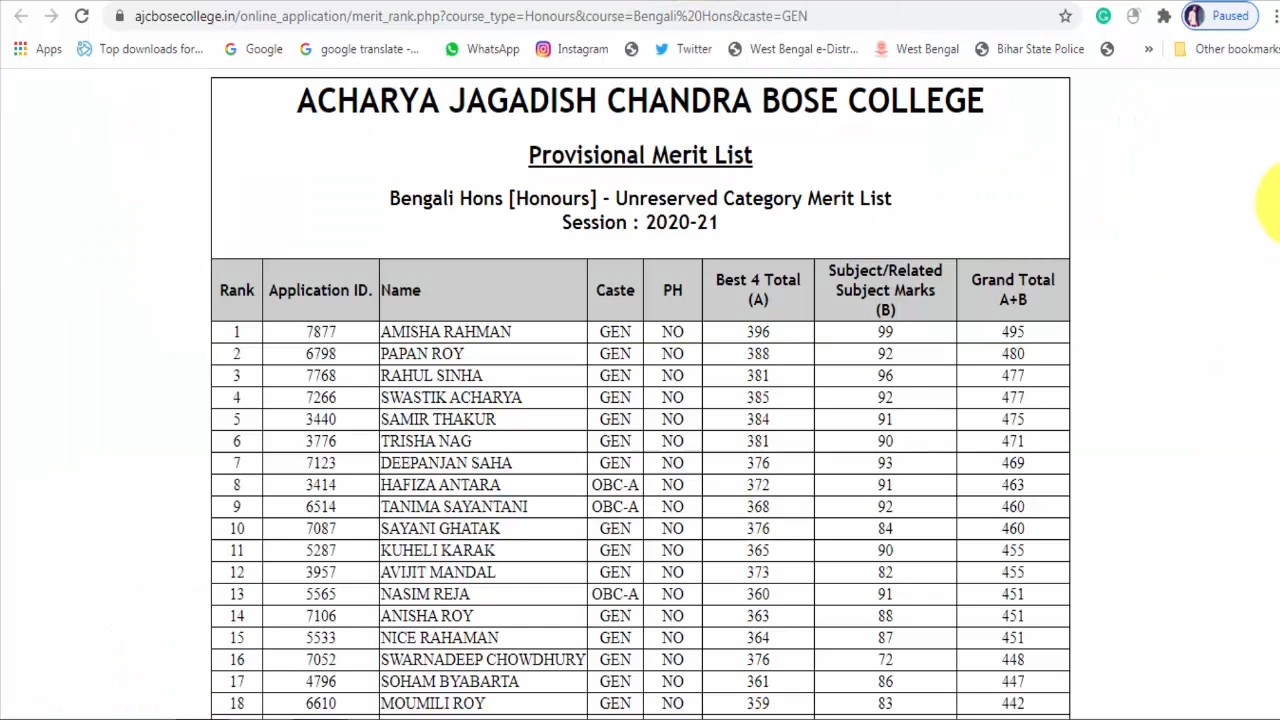 ajcbosecollege.in/online_application/merit_rank.php?course_type=Honours&course=Bengali%20Hons&caste=GEN Paused
Apps Top downloads for... Google google translate -... WhatsApp Instagram Twitter West Bengal e-Distr... West Bengal Bihar State Police » Other bookmarks
ACHARYA JAGADISH CHANDRA BOSE COLLEGE
Provisional Merit List
Bengali Hons [Honours] - Unreserved Category Merit List
Session : 2020-21
Rank Application ID. Name Caste PH Best 4 Total (A) Subject/Related Subject Marks (B) Grand Total A+B
1 7877 AMISHA RAHMAN GEN NO 396 99 495
2 6798 PAPAN ROY GEN NO 388 92 480
3 7768 RAHUL SINHA GEN NO 381 96 477
4 7266 SWASTIK ACHARYA GEN NO 385 92 477
5 3440 SAMIR THAKUR GEN NO 384 91 475
6 3776 TRISHA NAG GEN NO 381 90 471
7 7123 DEEPANJAN SAHA GEN NO 376 93 469
8 3414 HAFIZA ANTARA OBC-A NO 372 91 463
9 6514 TANIMA SAYANTANI OBC-A NO 368 92 460
10 7087 SAYANI GHATAK GEN NO 376 84 460
11 5287 KUHELI KARAK GEN NO 365 90 455
12 3957 AVIJIT MANDAL GEN NO 373 82 455
13 5565 NASIM REJA OBC-A NO 360 91 451
14 7106 ANISHA ROY GEN NO 363 88 451
15 5533 NICE RAHAMAN GEN NO 364 87 451
16 7052 SWARNADEEP CHOWDHURY GEN NO 376 72 448
17 4796 SOHAM BYABARTA GEN NO 361 86 447
18 6610 MOUMILI ROY GEN NO 359 83 442